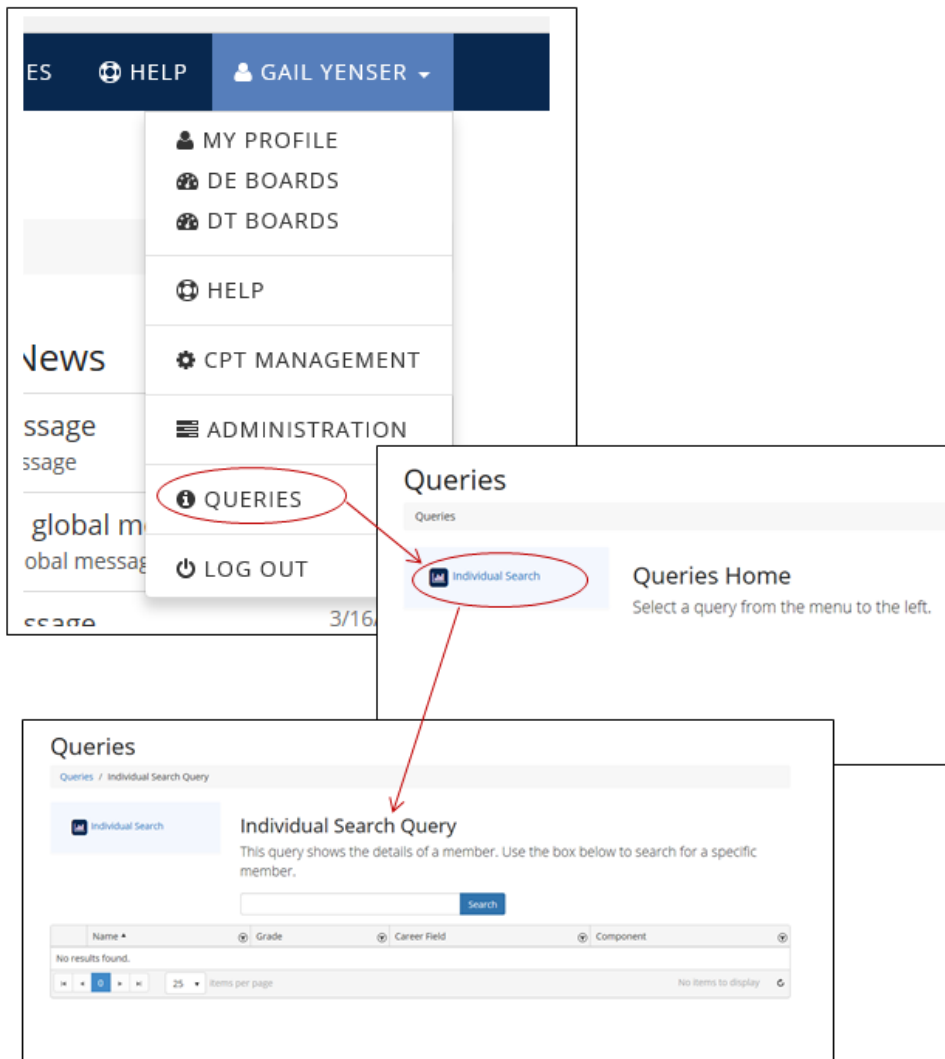 ES HELP GAIL YENSER
MY PROFILE
DE BOARDS
DT BOARDS
HELP
News
CPT MANAGEMENT
ssage
ssage
ADMINISTRATION
QUERIES
global m
obal messag
LOG OUT
ssage 3/16/
Queries
Queries
Individual Search
Queries Home
Select a query from the menu to the left.
Queries
Queries / Individual Search Query
Individual Search
Individual Search Query
This query shows the details of a member. Use the box below to search for a specific
member.
Search
Name Grade Career Field Component
No results found.
0 25 items per page No items to display